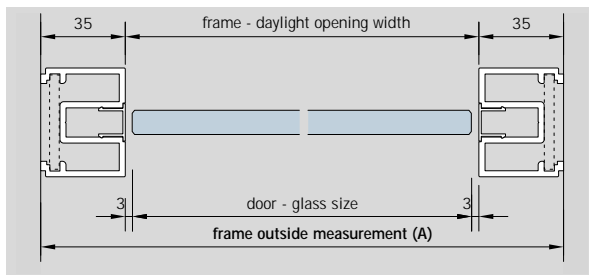 35 frame - daylight opening width 35
3 door - glass size 3
frame outside measurement (A)